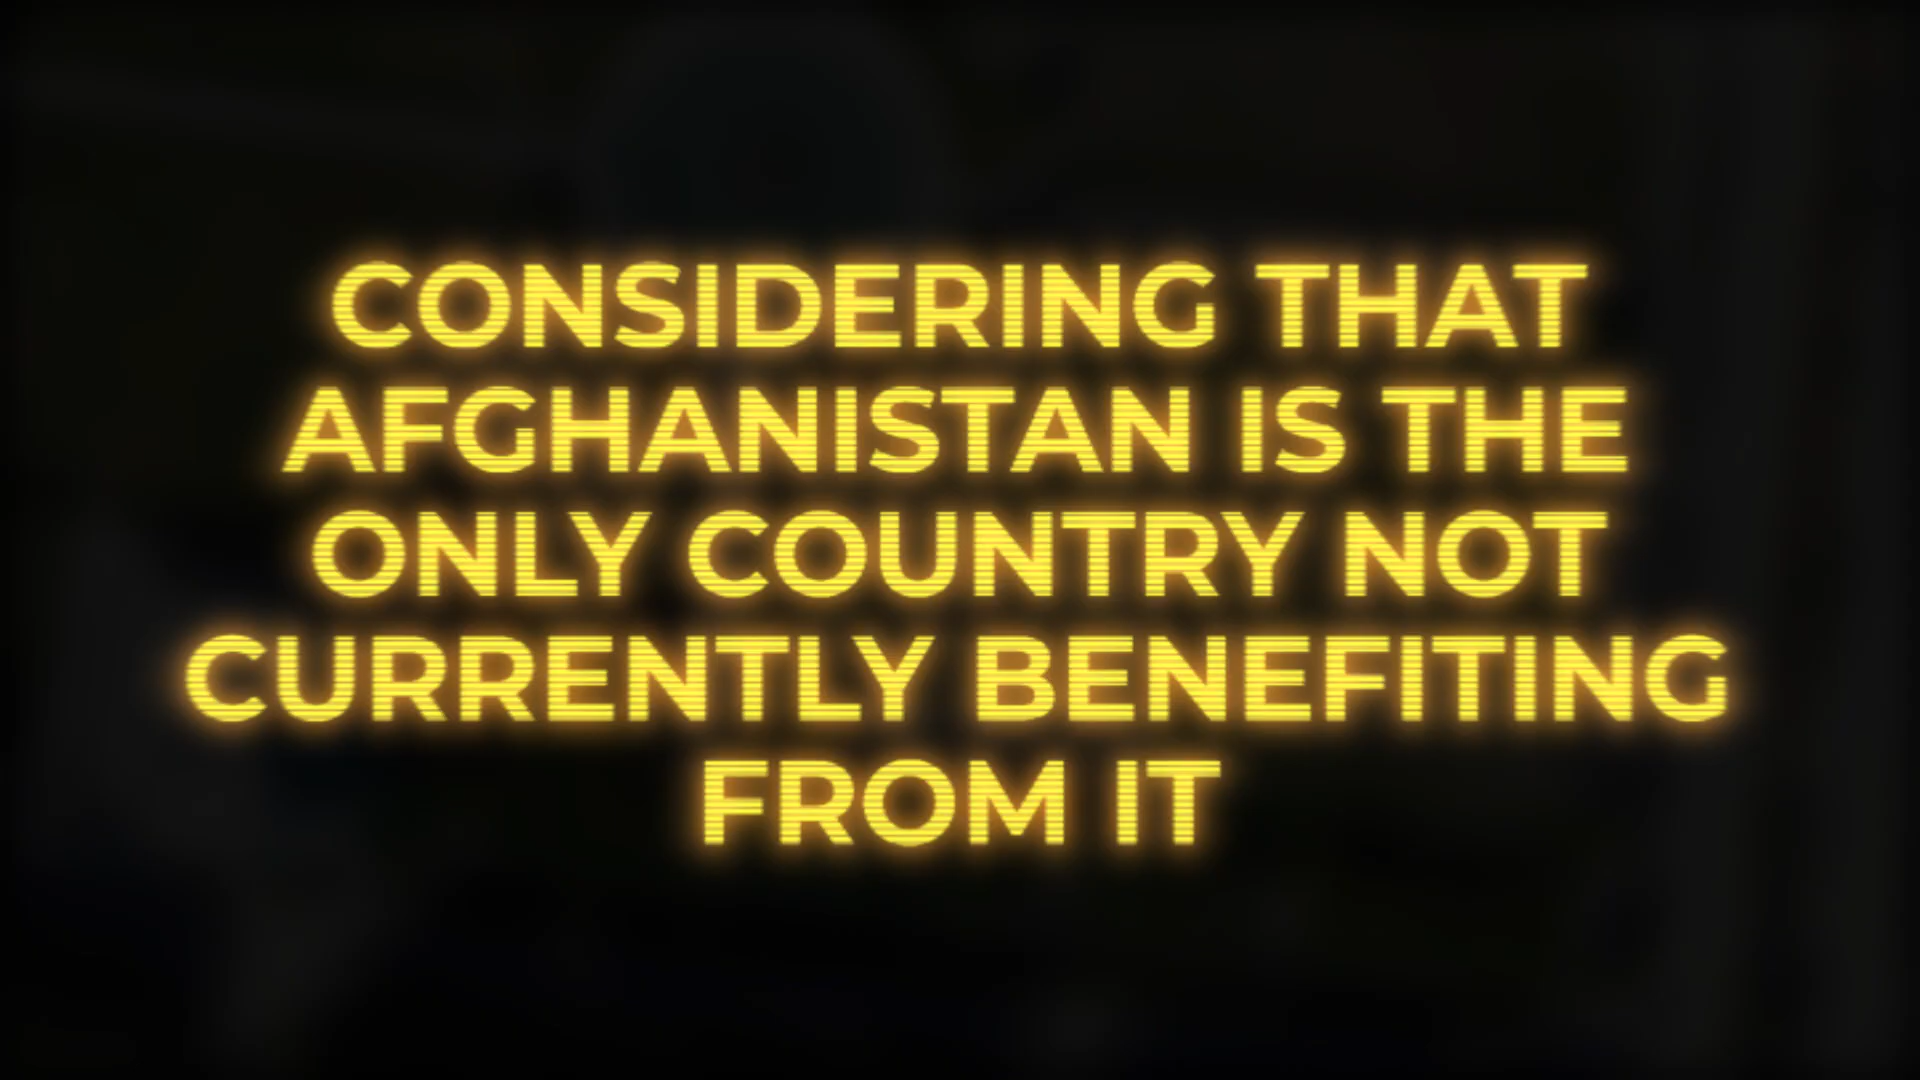 CONSIDERING THAT
AFGHANISTAN IS THE
ONLY COUNTRY NOT
CURRENTLY BENEFITING
FROM IT